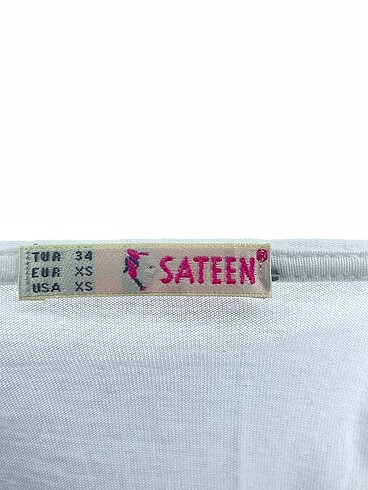 TUR 34
EUR XS
USA XS
SATEEN®